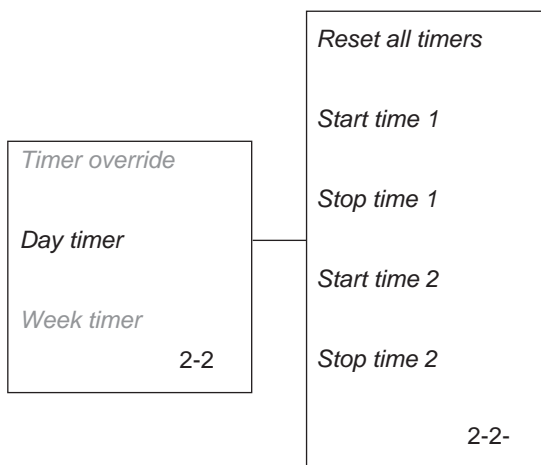 Timer override
Day timer
Week timer
2-2
Reset all timers
Start time 1
Stop time 1
Start time 2
Stop time 2
2-2-